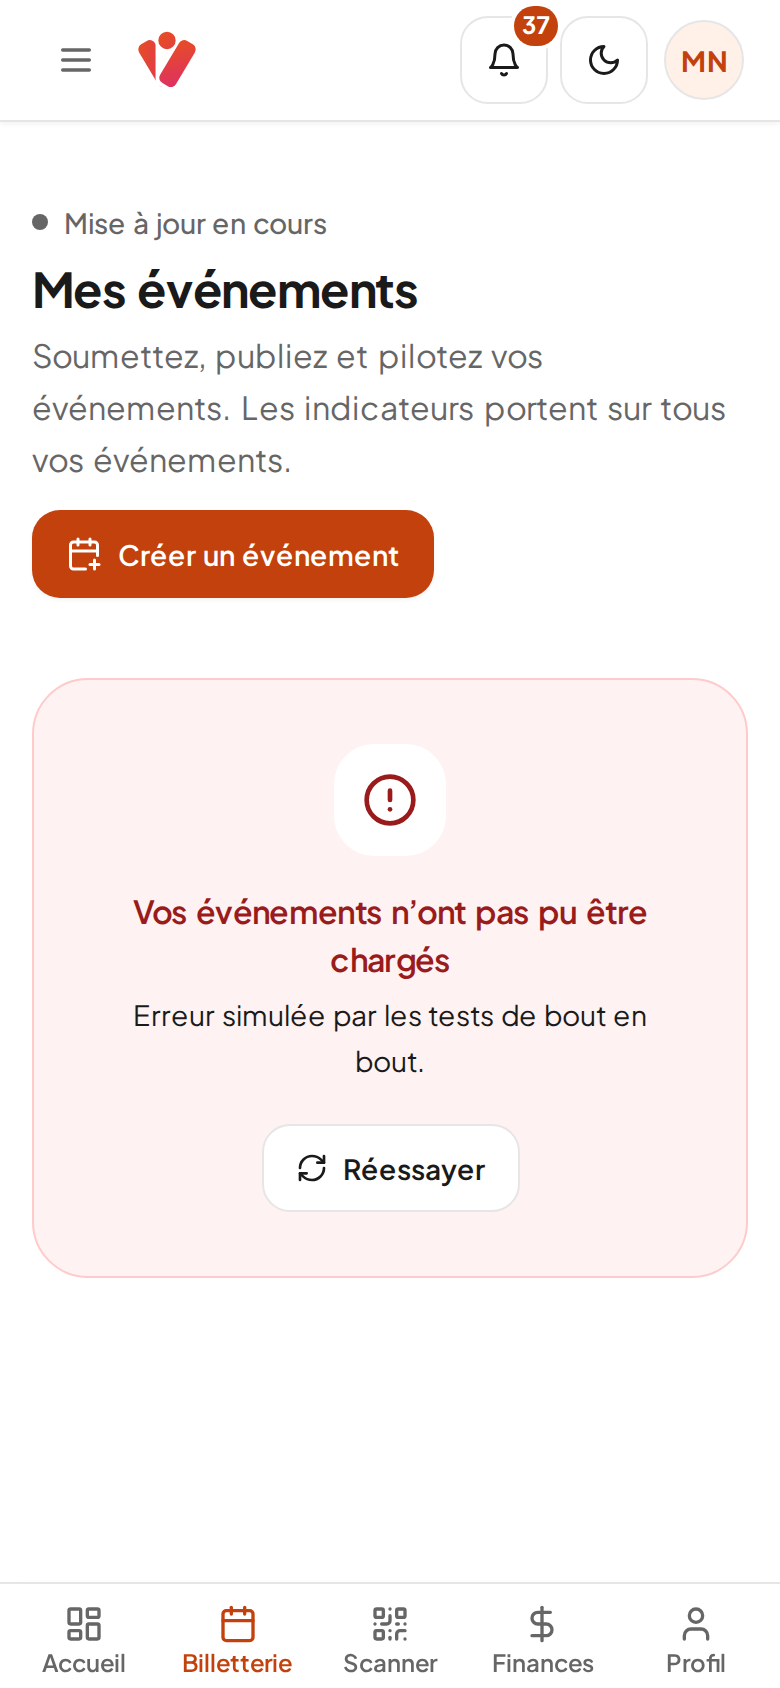 37
MN
Mise à jour en cours
Mes événements
Soumettez, publiez et pilotez vos
événements. Les indicateurs portent sur tous
vos événements.
Créer un événement
Vos événements n’ont pas pu être
chargés
Erreur simulée par les tests de bout en
bout.
Réessayer
Accueil
Billetterie
Scanner
Finances
Profil